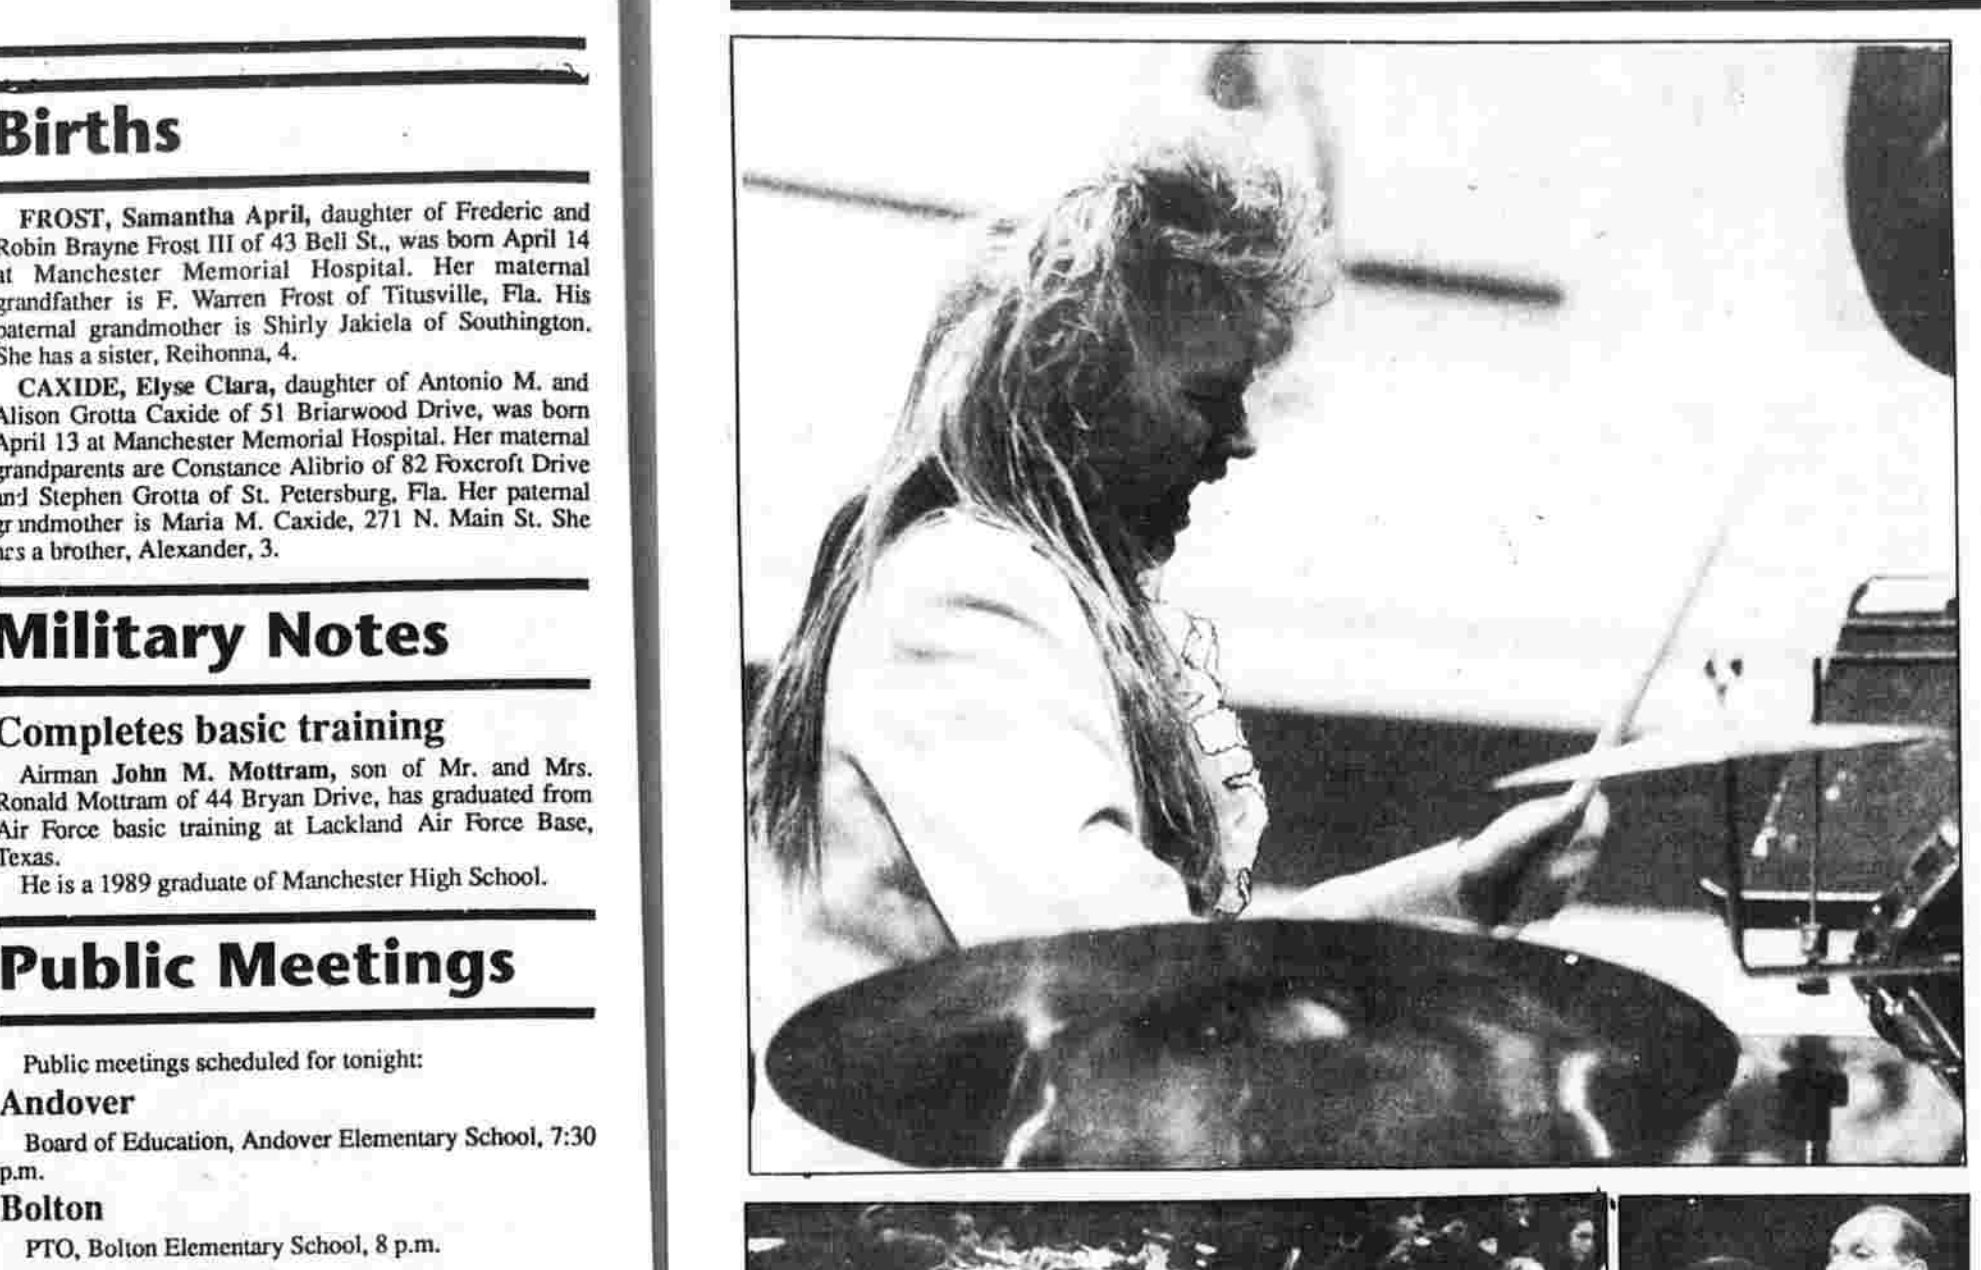 Births
FROST, Samantha April, daughter of Frederic and
Robin Brayne Frost III of 43 Bell St., was born April 14
at Manchester Memorial Hospital. Her maternal
grandfather is F. Warren Frost of Titusville, Fla. His
paternal grandmother is Shirly Jakiela of Southington.
She has a sister, Reihonna, 4.
CAXIDE, Elyse Clara, daughter of Antonio M. and
Alison Grotta Caxide of 51 Briarwood Drive, was born
April 13 at Manchester Memorial Hospital. Her maternal
grandparents are Constance Alibrio of 82 Foxcroft Drive
and Stephen Grotta of St. Petersburg, Fla. Her paternal
grandmother is Maria M. Caxide, 271 N. Main St. She
has a brother, Alexander, 3.
Military Notes
Completes basic training
Airman John M. Mottram, son of Mr. and Mrs.
Ronald Mottram of 44 Bryan Drive, has graduated from
Air Force basic training at Lackland Air Force Base,
Texas.
He is a 1989 graduate of Manchester High School.
Public Meetings
Public meetings scheduled for tonight:
Andover
Board of Education, Andover Elementary School, 7:30
p.m.
Bolton
PTO, Bolton Elementary School, 8 p.m.